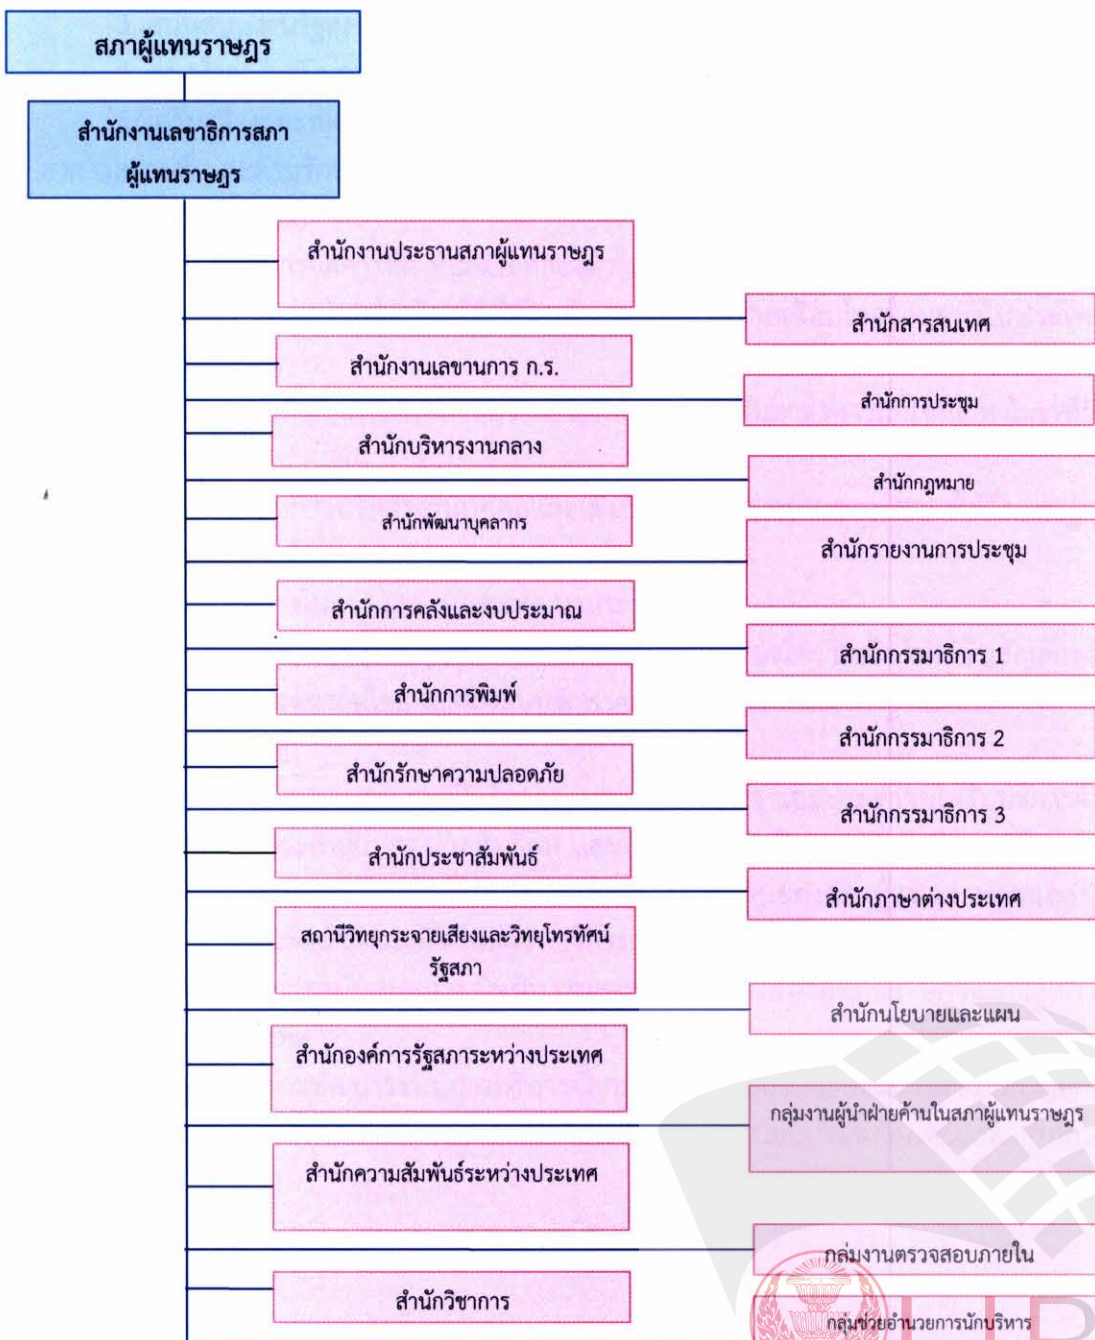 สภาผู้แทนราษฎร
สำนักงานเลขาธิการสภา
ผู้แทนราษฎร
สำนักงานประธานสภาผู้แทนราษฎร
สำนักสารสนเทศ
สำนักงานเลขานการ ก.ร.
สำนักการประชุม
สำนักบริหารงานกลาง
สำนักกฎหมาย
สำนักพัฒนาบุคลากร
สำนักรายงานการประชุม
สำนักการคลังและงบประมาณ
สำนักกรรมาธิการ 1
สำนักการพิมพ์
สำนักกรรมาธิการ 2
สำนักรักษาความปลอดภัย
สำนักกรรมาธิการ 3
สำนักประชาสัมพันธ์
สำนักภาษาต่างประเทศ
สถานีวิทยุกระจายเสียงและวิทยุโทรทัศน์
รัฐสภา
สำนักนโยบายและแผน
สำนักองค์การรัฐสภาระหว่างประเทศ
กลุ่มงานผู้นำฝ่ายค้านในสภาผู้แทนราษฎร
สำนักความสัมพันธ์ระหว่างประเทศ
กลุ่มงานตรวจสอบภายใน
สำนักวิชาการ
กลุ่มช่วยอำนวยการนักบริหาร